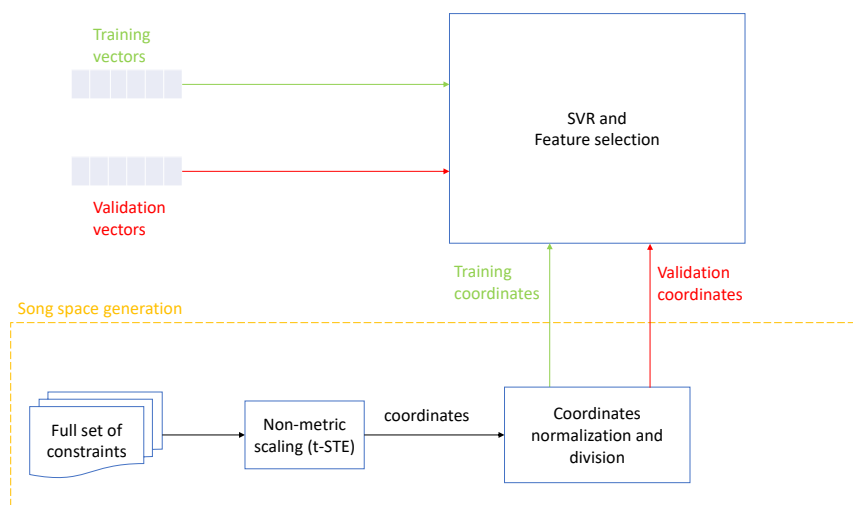 Training
vectors
SVR and
Feature selection
Validation
vectors
Training
coordinates
Validation
coordinates
Song space generation
Full set of
constraints
Non-metric
scaling (t-STE)
coordinates
Coordinates
normalization and
division